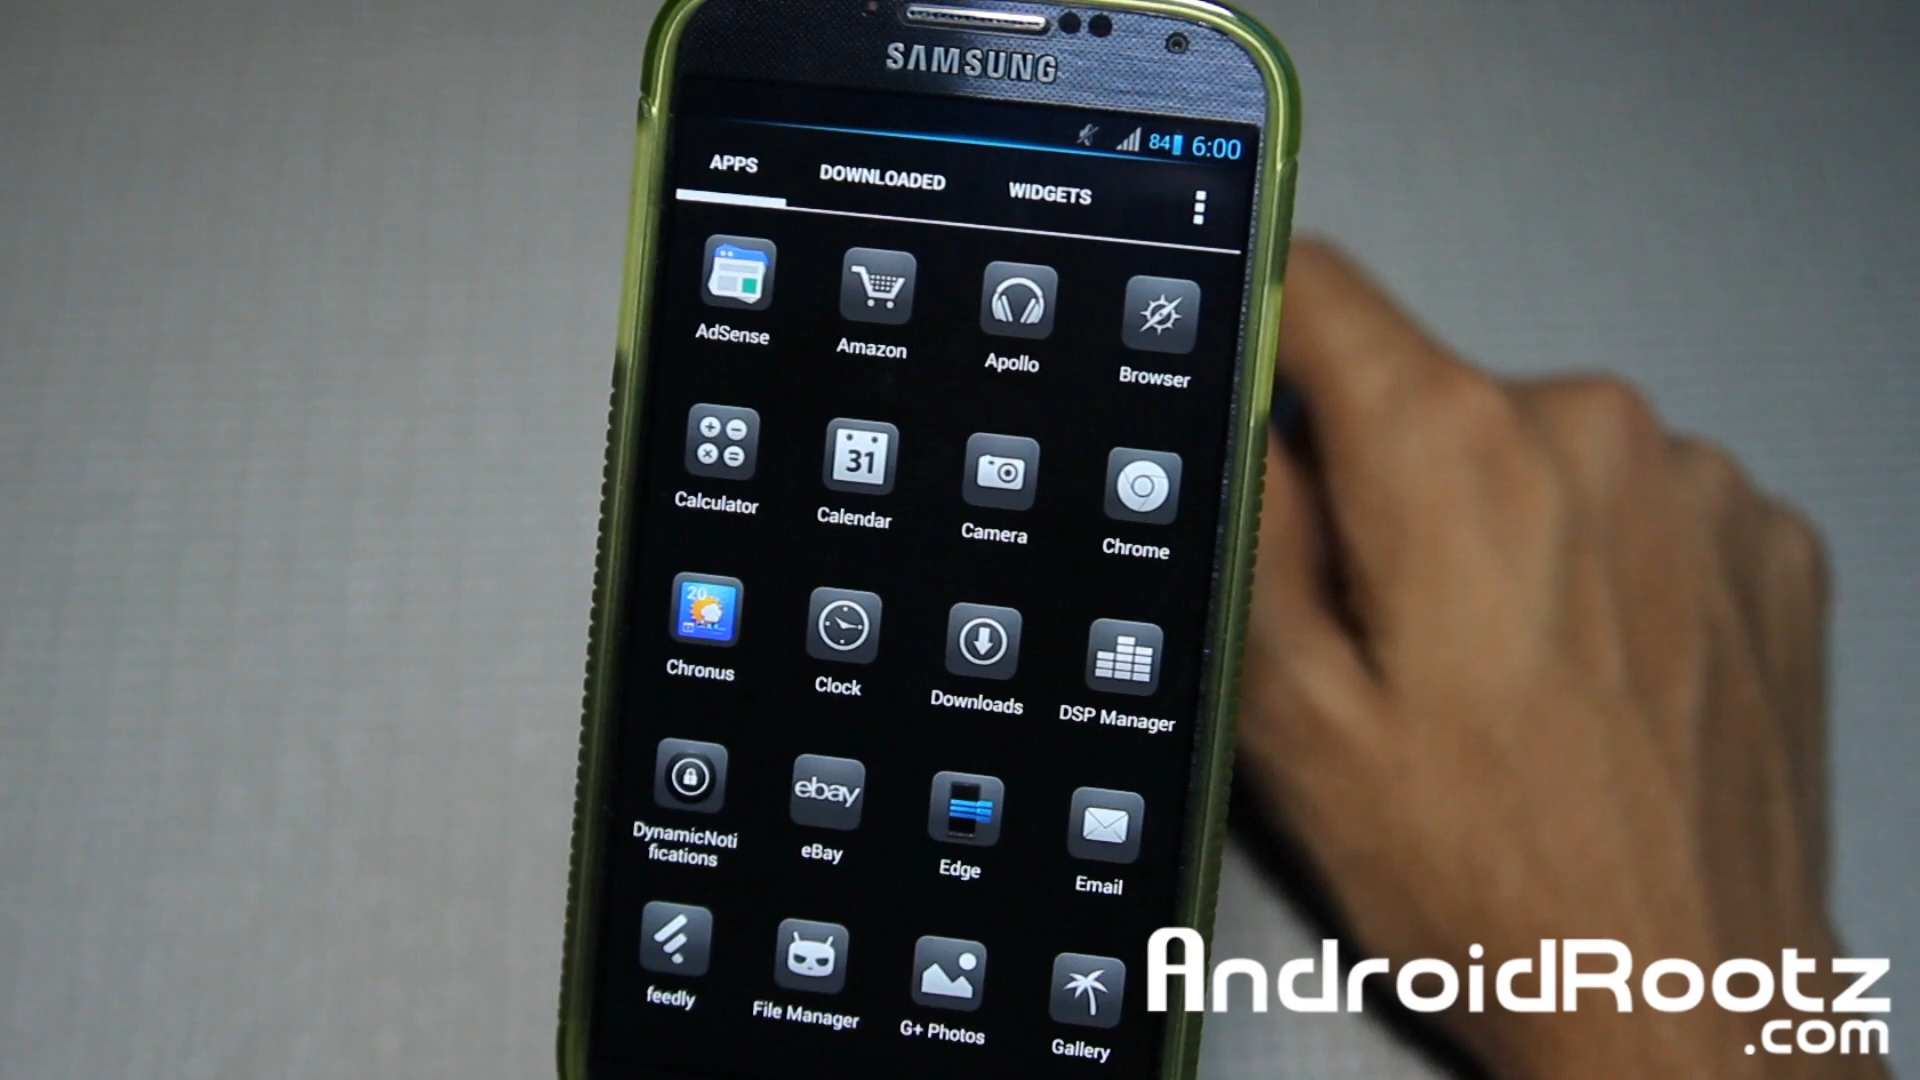 SAMSUNG
84 6:00
APPS DOWNLOADED WIDGETS
AdSense Amazon Apollo Browser
31
Calculator Calendar Camera Chrome
20
Chronus Clock Downloads DSP Manager
ebay
DynamicNoti
fications eBay Edge Email
feedly File Manager G+ Photos Gallery
AndroidRootz
.com